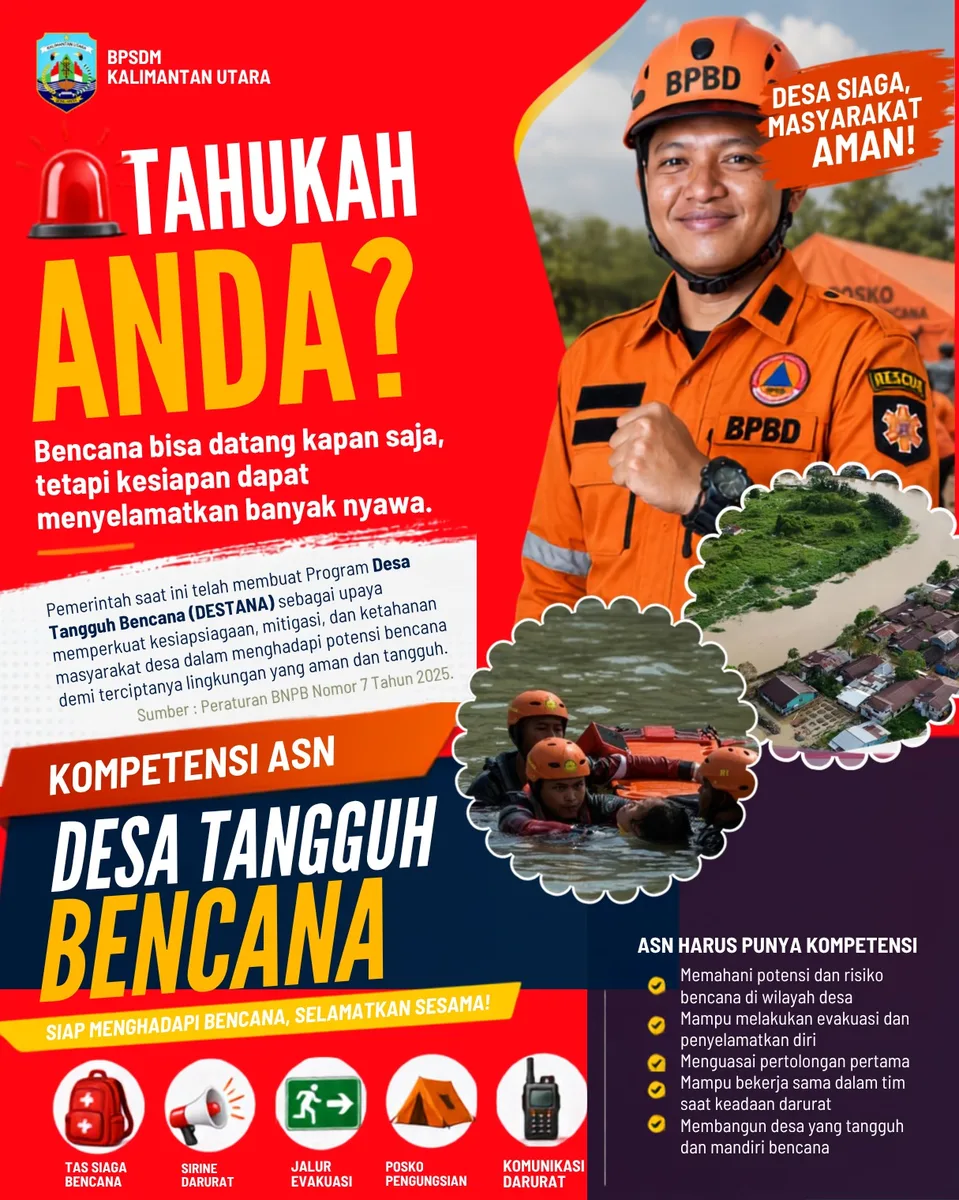 BPSDM
KALIMANTAN UTARA
BPBD
DESA SIAGA,
MASYARAKAT
AMAN!
TAHUKAH
ANDA?
POSKO
RESCUE
BPBD
Bencana bisa datang kapan saja,
tetapi kesiapan dapat
menyelamatkan banyak nyawa.
Pemerintah saat ini telah membuat Program Desa
Tangguh Bencana (DESTANA) sebagai upaya
memperkuat kesiapsiagaan, mitigasi, dan ketahanan
masyarakat desa dalam menghadapi potensi bencana
demi terciptanya lingkungan yang aman dan tangguh.
Sumber : Peraturan BNPB Nomor 7 Tahun 2025.
KOMPETENSI ASN
DESA TANGGUH
BENCANA
SIAP MENGHADAPI BENCANA, SELAMATKAN SESAMA!
TAS SIAGA
BENCANA
SIRINE
DARURAT
JALUR
EVAKUASI
POSKO
PENGUNGSIAN
KOMUNIKASI
DARURAT
ASN HARUS PUNYA KOMPETENSI
Memahani potensi dan risiko
bencana di wilayah desa
Mampu melakukan evakuasi dan
penyelamatkan diri
Menguasai pertolongan pertama
Mampu bekerja sama dalam tim
saat keadaan darurat
Membangun desa yang tangguh
dan mandiri bencana